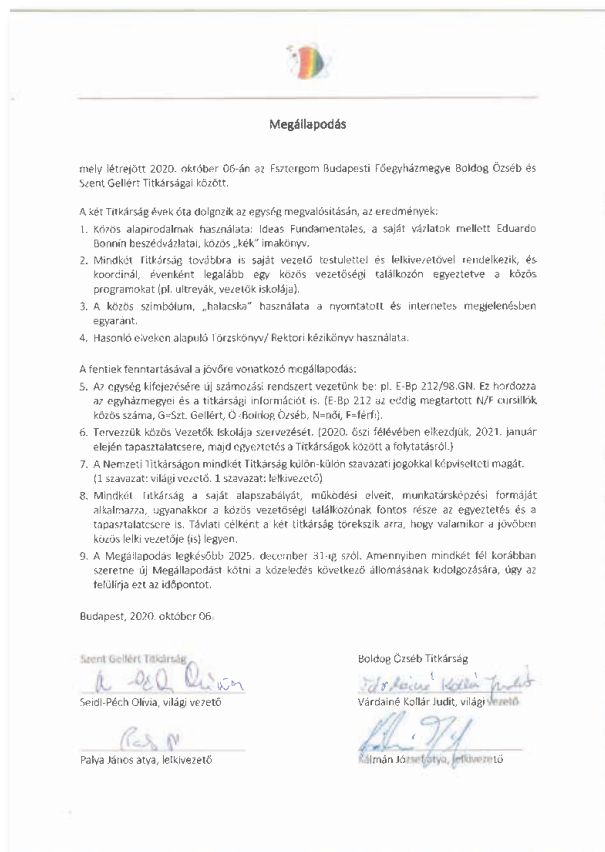 Megállapodás
mely létrejött 2020. október 06-án az Esztergom Budapesti Főegyházmegye Boldog Özséb és
Szent Gellért Titkárságai között.
A két Titkárság évek óta dolgozik az egység megvalósításán, az eredmények:
1. Közös alapirodalmak használata: Ideas Fundamentales, a saját vázlatok mellett Eduardo
Bonnin beszédvázlatai, közös „kék” imakönyv.
2. Mindkét Titkárság továbbra is saját vezető testülettel és lelkivezetővel rendelkezik, és
koordinál, évenként legalább egy közös vezetőségi találkozón egyeztetve a közös
programokat (pl. ultreyák, vezetők iskolája).
3. A közös szimbólum, „halacska” használata a nyomtatott és internetes megjelenésben
egyaránt.
4. Hasonló elveken alapuló Törzskönyv/ Rektori kézikönyv használata.
A fentiek fenntartásával a jövőre vonatkozó megállapodás:
5. Az egység kifejezésére új számozási rendszert vezetünk be: pl. E-Bp 212/98.GN. Ez hordozza
az egyházmegyei és a titkársági információt is. (E-Bp 212 az eddig megtartott N/F cursillók
közös száma, G=Szt. Gellért, Ö-Boldog Özséb, N=női, F=férfi).
6. Tervezzük közös Vezetők Iskolája szervezését. (2020. őszi félévében elkezdjük, 2021. január
elején tapasztalatcsere, majd egyeztetés a Titkárságok között a folytatásról.)
7. A Nemzeti Titkárságon mindkét Titkárság külön-külön szavazati jogokkal képviselteti magát.
(1 szavazat: világi vezető. 1 szavazat: lelkivezető)
8. Mindkét Titkárság a saját alapszabályát, működési elveit, munkatársképzési formáját
alkalmazza, ugyanakkor a közös vezetőségi találkozónak fontos része az egyeztetés és a
tapasztalatcsere is. Távlati célként a két titkárság törekszik arra, hogy valamikor a jövőben
közös lelki vezetője (is) legyen.
9. A Megállapodás legkésőbb 2025. december 31-ig szól. Amennyiben mindkét fél korábban
szeretne új Megállapodást kötni a közeledés következő állomásának kidolgozására, úgy az
felülírja ezt az időpontot.
Budapest, 2020. október 06.
Szent Gellért Titkárság
Boldog Özséb Titkárság
Várdainé Kollár Judit
Seidl-Péch Olívia, világi vezető
Várdainé Kollár Judit, világi vezető
Palya János atya, lelkivezető
Kálmán József atya, lelkivezető